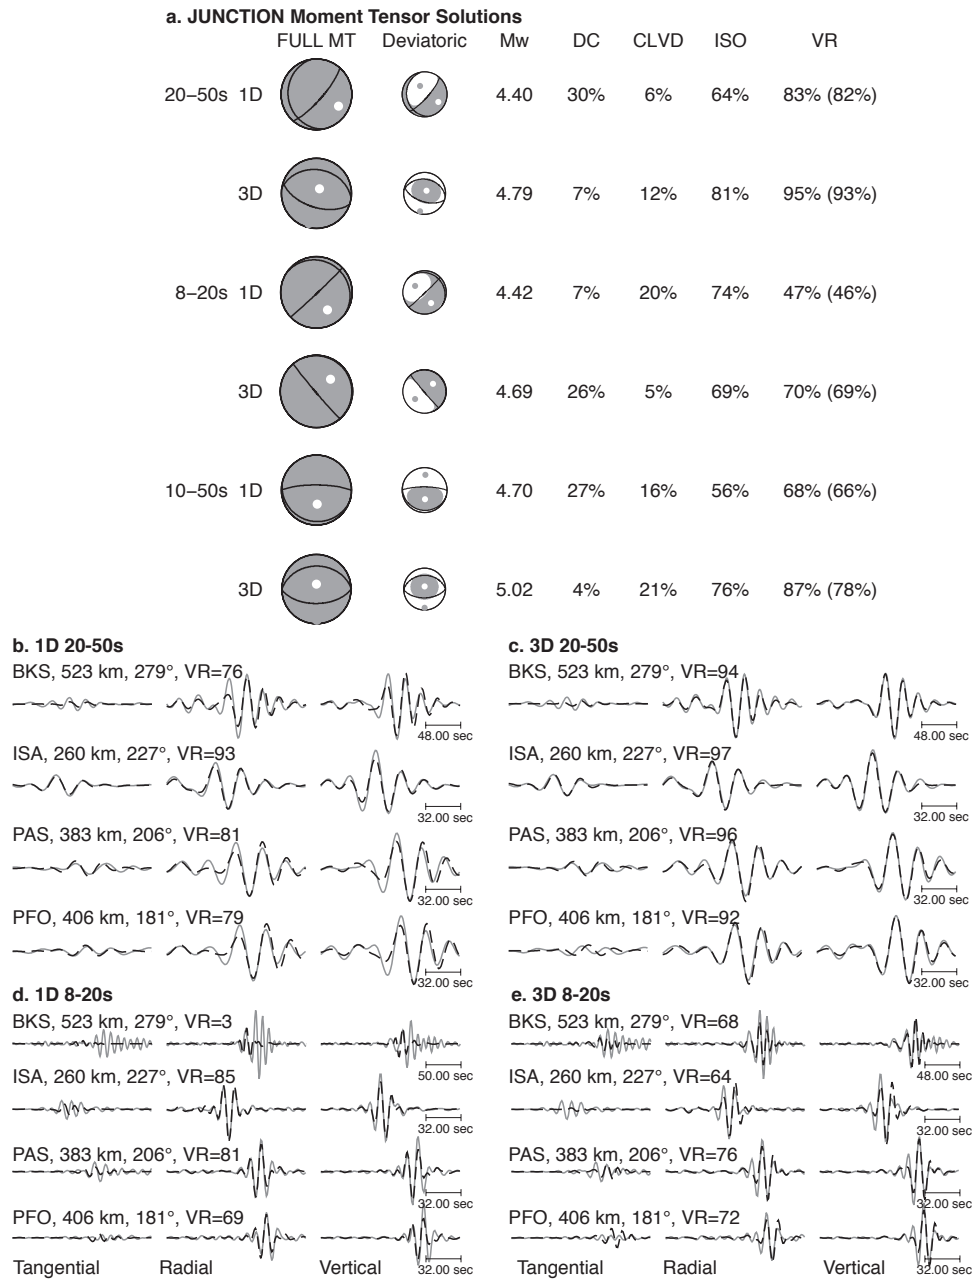 a. JUNCTION Moment Tensor Solutions
FULL MT Deviatoric Mw DC CLVD ISO VR
20–50s 1D 4.40 30% 6% 64% 83% (82%)
3D 4.79 7% 12% 81% 95% (93%)
8–20s 1D 4.42 7% 20% 74% 47% (46%)
3D 4.69 26% 5% 69% 70% (69%)
10–50s 1D 4.70 27% 16% 56% 68% (66%)
3D 5.02 4% 21% 76% 87% (78%)
b. 1D 20-50s
BKS, 523 km, 279°, VR=76
48.00 sec
ISA, 260 km, 227°, VR=93
32.00 sec
PAS, 383 km, 206°, VR=81
32.00 sec
PFO, 406 km, 181°, VR=79
32.00 sec
c. 3D 20-50s
BKS, 523 km, 279°, VR=94
48.00 sec
ISA, 260 km, 227°, VR=97
32.00 sec
PAS, 383 km, 206°, VR=96
32.00 sec
PFO, 406 km, 181°, VR=92
32.00 sec
d. 1D 8-20s
BKS, 523 km, 279°, VR=3
50.00 sec
ISA, 260 km, 227°, VR=85
32.00 sec
PAS, 383 km, 206°, VR=81
32.00 sec
PFO, 406 km, 181°, VR=69
32.00 sec
Tangential Radial Vertical
e. 3D 8-20s
BKS, 523 km, 279°, VR=68
48.00 sec
ISA, 260 km, 227°, VR=64
32.00 sec
PAS, 383 km, 206°, VR=76
32.00 sec
PFO, 406 km, 181°, VR=72
32.00 sec
Tangential Radial Vertical